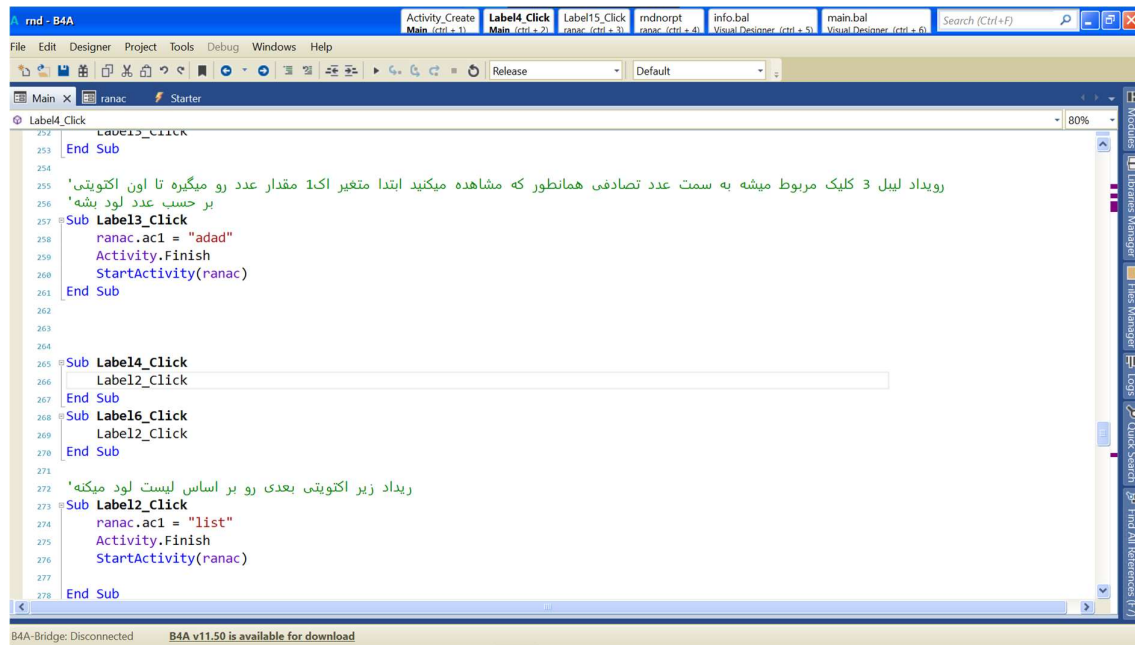 rnd - B4A
Activity_Create
Main (ctrl + 1)
Label4_Click
Main (ctrl + 2)
Label15_Click
ranac (ctrl + 3)
rndnorpt
ranac (ctrl + 4)
info.bal
Visual Designer (ctrl + 5)
main.bal
Visual Designer (ctrl + 6)
Search (Ctrl+F)
File Edit Designer Project Tools Debug Windows Help
Release Default
Main ranac Starter
Label4_Click 80%
252 Label3_Click
253 End Sub
254
255 'رویداد لیبل 3 کلیک مربوط میشه به سمت عدد تصادفی همانطور که مشاهده میکنید ابتدا متغیر اک1 مقدار عدد رو میگیره تا اون اکتویتی
256 'بر حسب عدد لود بشه
257 Sub Label3_Click
258 ranac.ac1 = "adad"
259 Activity.Finish
260 StartActivity(ranac)
261 End Sub
262
263
264
265 Sub Label4_Click
266 Label2_Click
267 End Sub
268 Sub Label6_Click
269 Label2_Click
270 End Sub
271
272 'ریداد زیر اکتویتی بعدی رو بر اساس لیست لود میکنه
273 Sub Label2_Click
274 ranac.ac1 = "list"
275 Activity.Finish
276 StartActivity(ranac)
277
278 End Sub
Modules
Libraries Manager
Files Manager
Logs
Quick Search
Find All References (F7)
B4A-Bridge: Disconnected B4A v11.50 is available for download